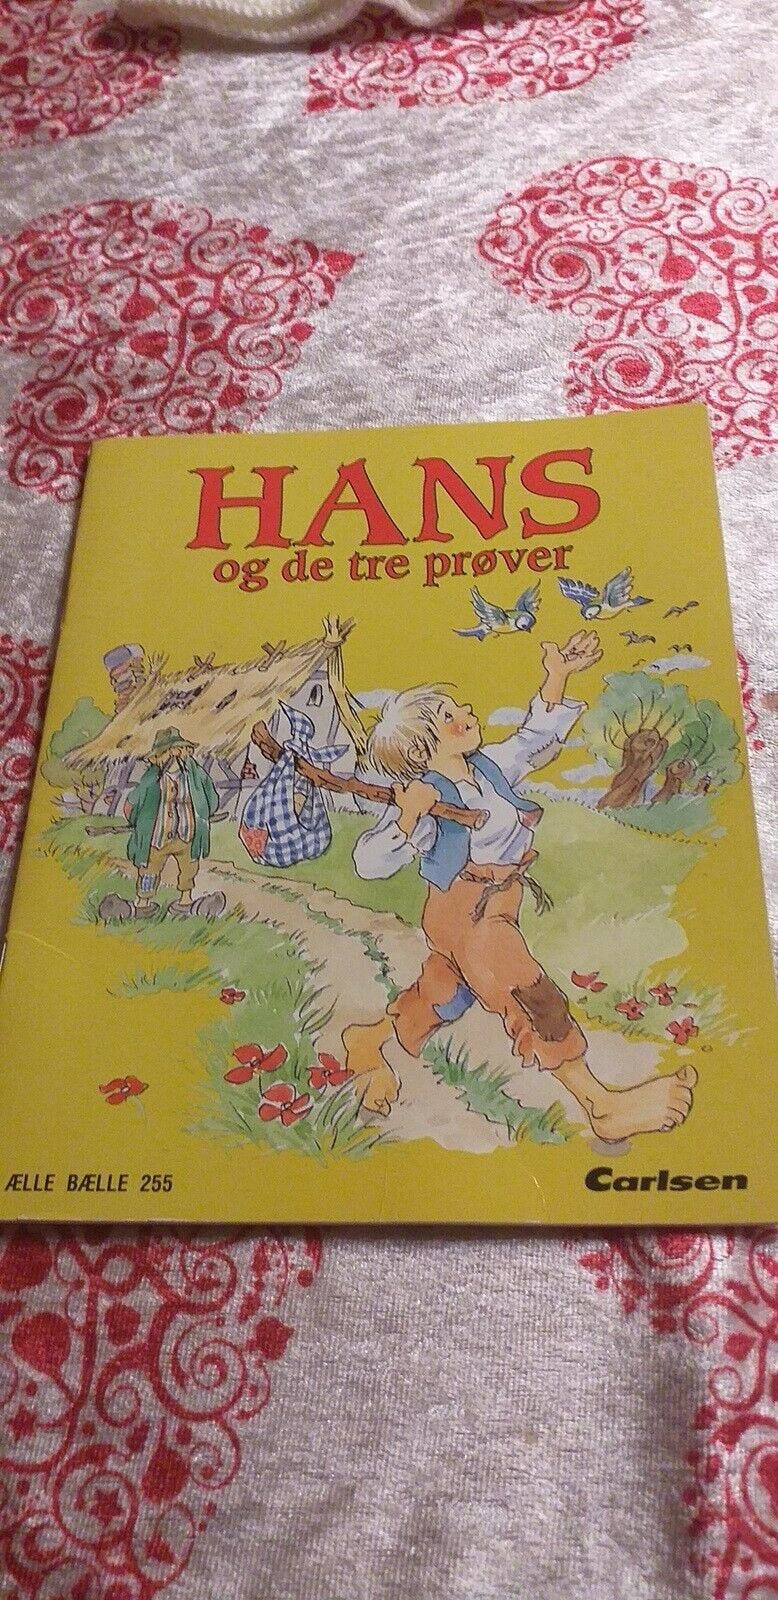 HANS
og de tre prøver
ÆLLE BÆLLE 255
Carlsen